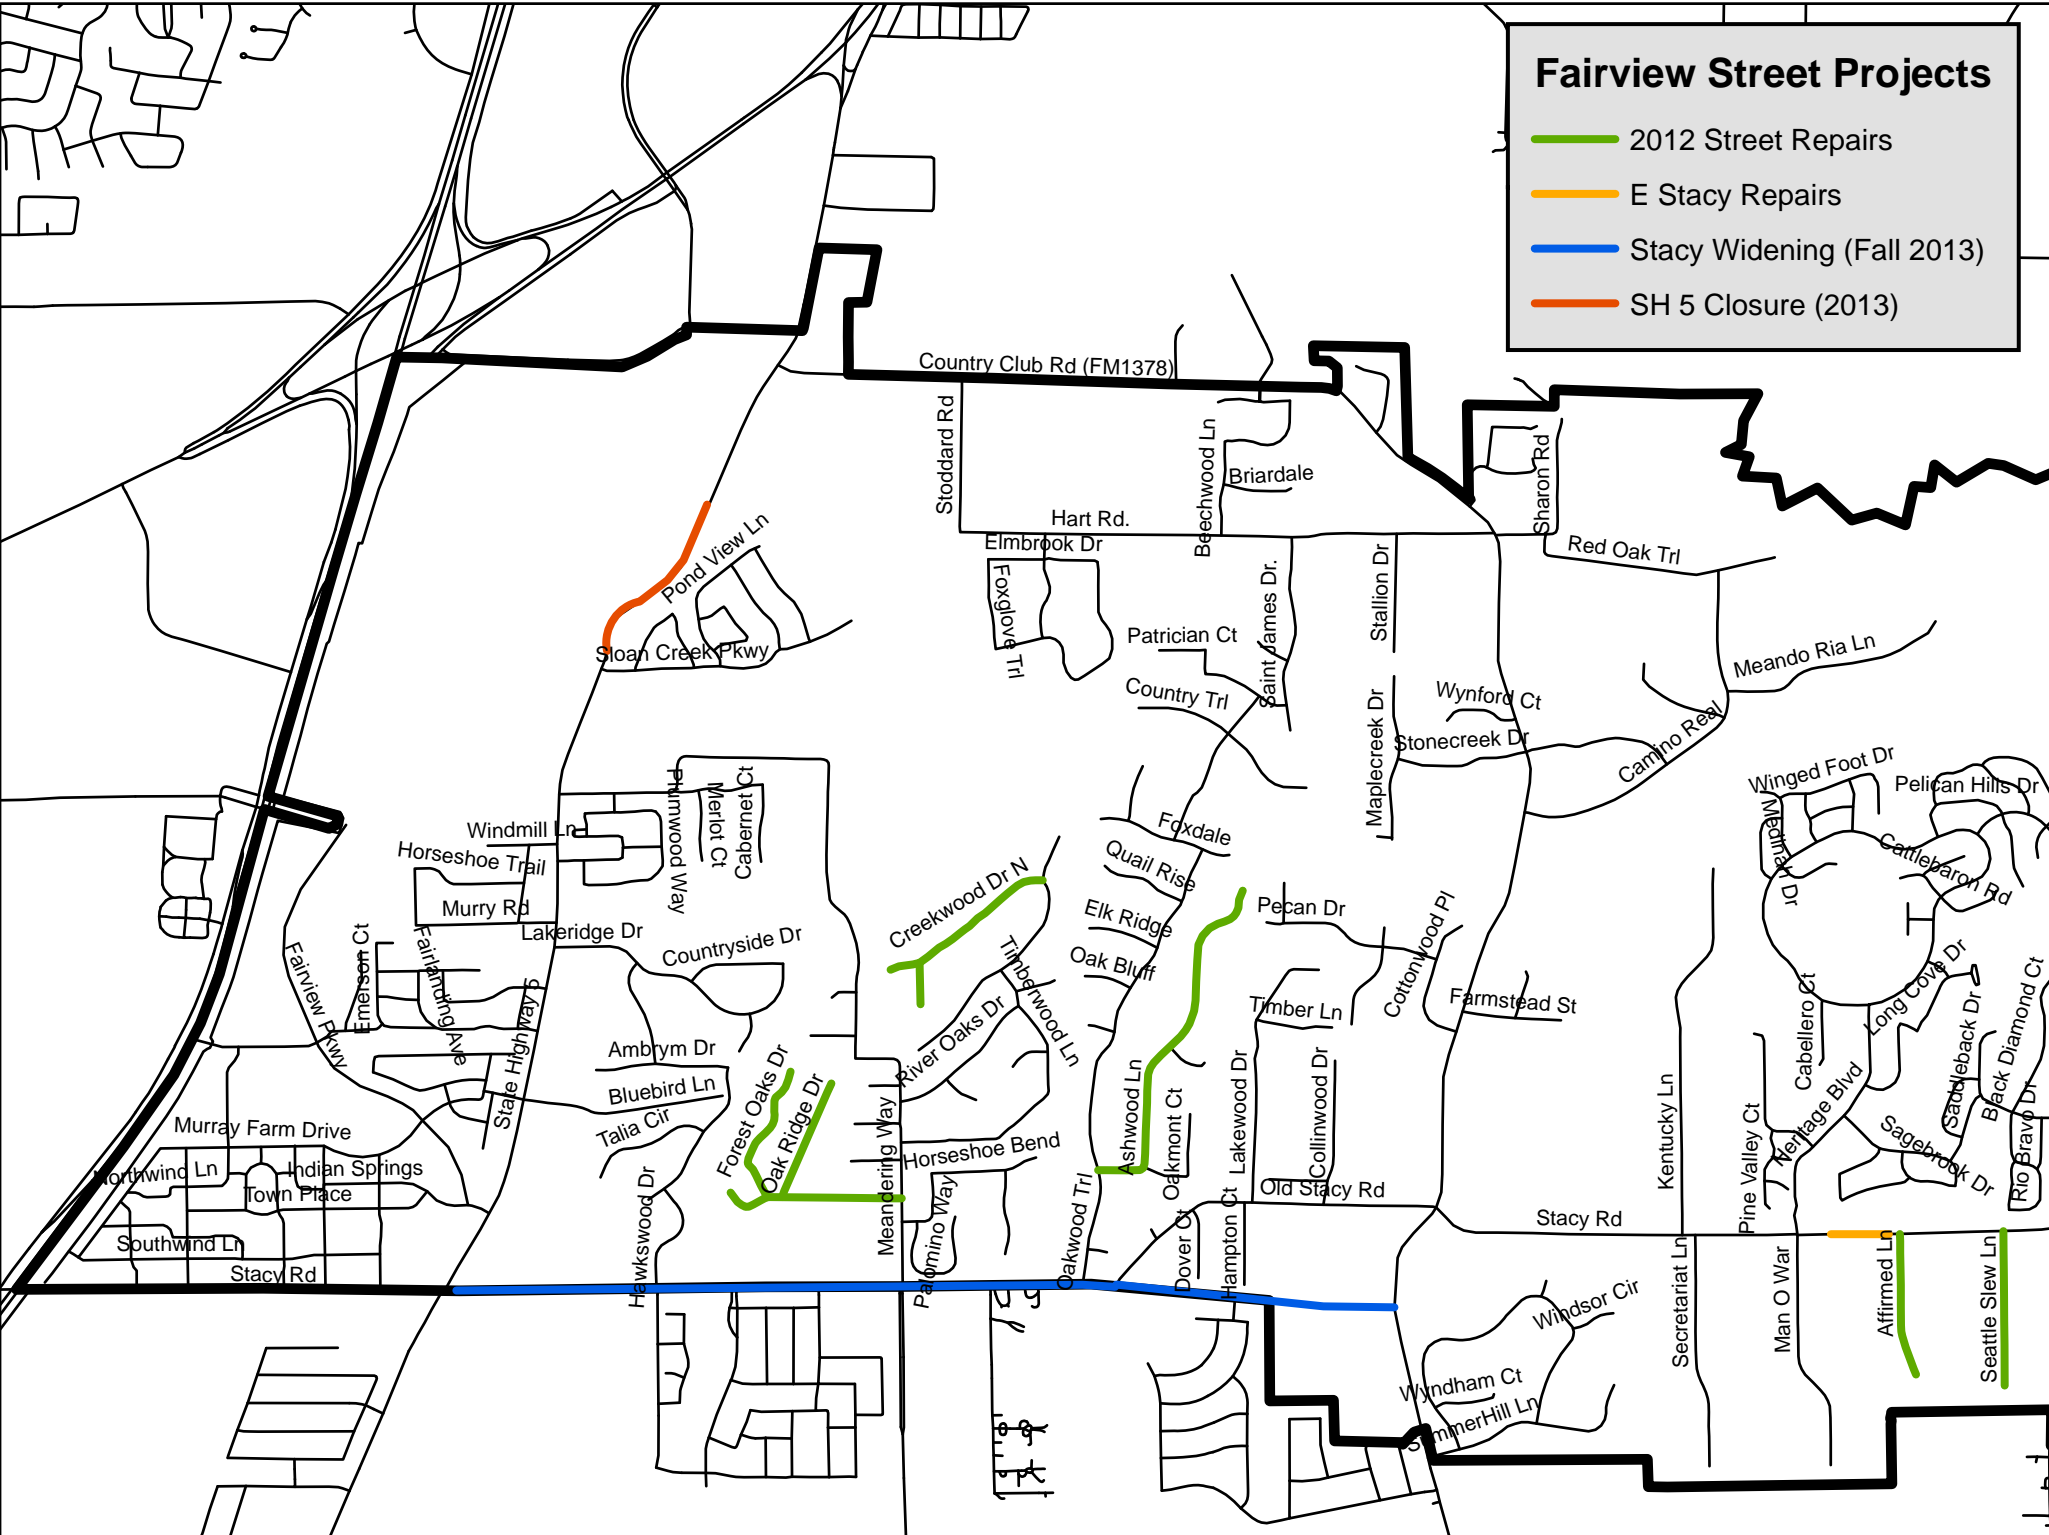 Fairview Street Projects
2012 Street Repairs
E Stacy Repairs
Stacy Widening (Fall 2013)
SH 5 Closure (2013)
Country Club Rd (FM1378)
Stoddard Rd
Beechwood Ln
Briardale
Sharon Rd
Hart Rd.
Elmbrook Dr
Foxglove Trl
Pond View Ln
Sloan Creek Pkwy
Red Oak Trl
Stallion Dr
Saint James Dr.
Patrician Ct
Country Trl
Meando Ria Ln
Wynford Ct
Stonecreek Dr
Camino Real
Maplecreek Dr
Winged Foot Dr
Pelican Hills Dr
Medinah Dr
Cattlebaron Rd
Plumwood Way
Merlot Ct
Cabernet Ct
Windmill Ln
Horseshoe Trail
Murry Rd
Lakeridge Dr
Countryside Dr
Foxdale
Quail Rise
Elk Ridge
Oak Bluff
Creekwood Dr N
Timberwood Ln
River Oaks Dr
Pecan Dr
Cottonwood Pl
Timber Ln
Farmstead St
Fairview Pkwy
Emerson Ct
Fairlanding Ave
State Highway 5
Ambrym Dr
Bluebird Ln
Talia Cir
Forest Oaks Dr
Oak Ridge Dr
Meandering Way
Horseshoe Bend
Palomino Way
Hawkswood Dr
Oakwood Trl
Ashwood Ln
Oakmont Ct
Lakewood Dr
Collinwood Dr
Old Stacy Rd
Dover Ct
Hampton Ct
Kentucky Ln
Pine Valley Ct
Cabellero Ct
Long Cove Dr
Heritage Blvd
Saddleback Dr
Black Diamond Ct
Sagebrook Dr
Rio Bravo Dr
Murray Farm Drive
Northwind Ln
Indian Springs
Town Place
Southwind Ln
Stacy Rd
Stacy Rd
Secretariat Ln
Man O War
Affirmed Ln
Seattle Slew Ln
Windsor Cir
Wyndham Ct
SummerHill Ln